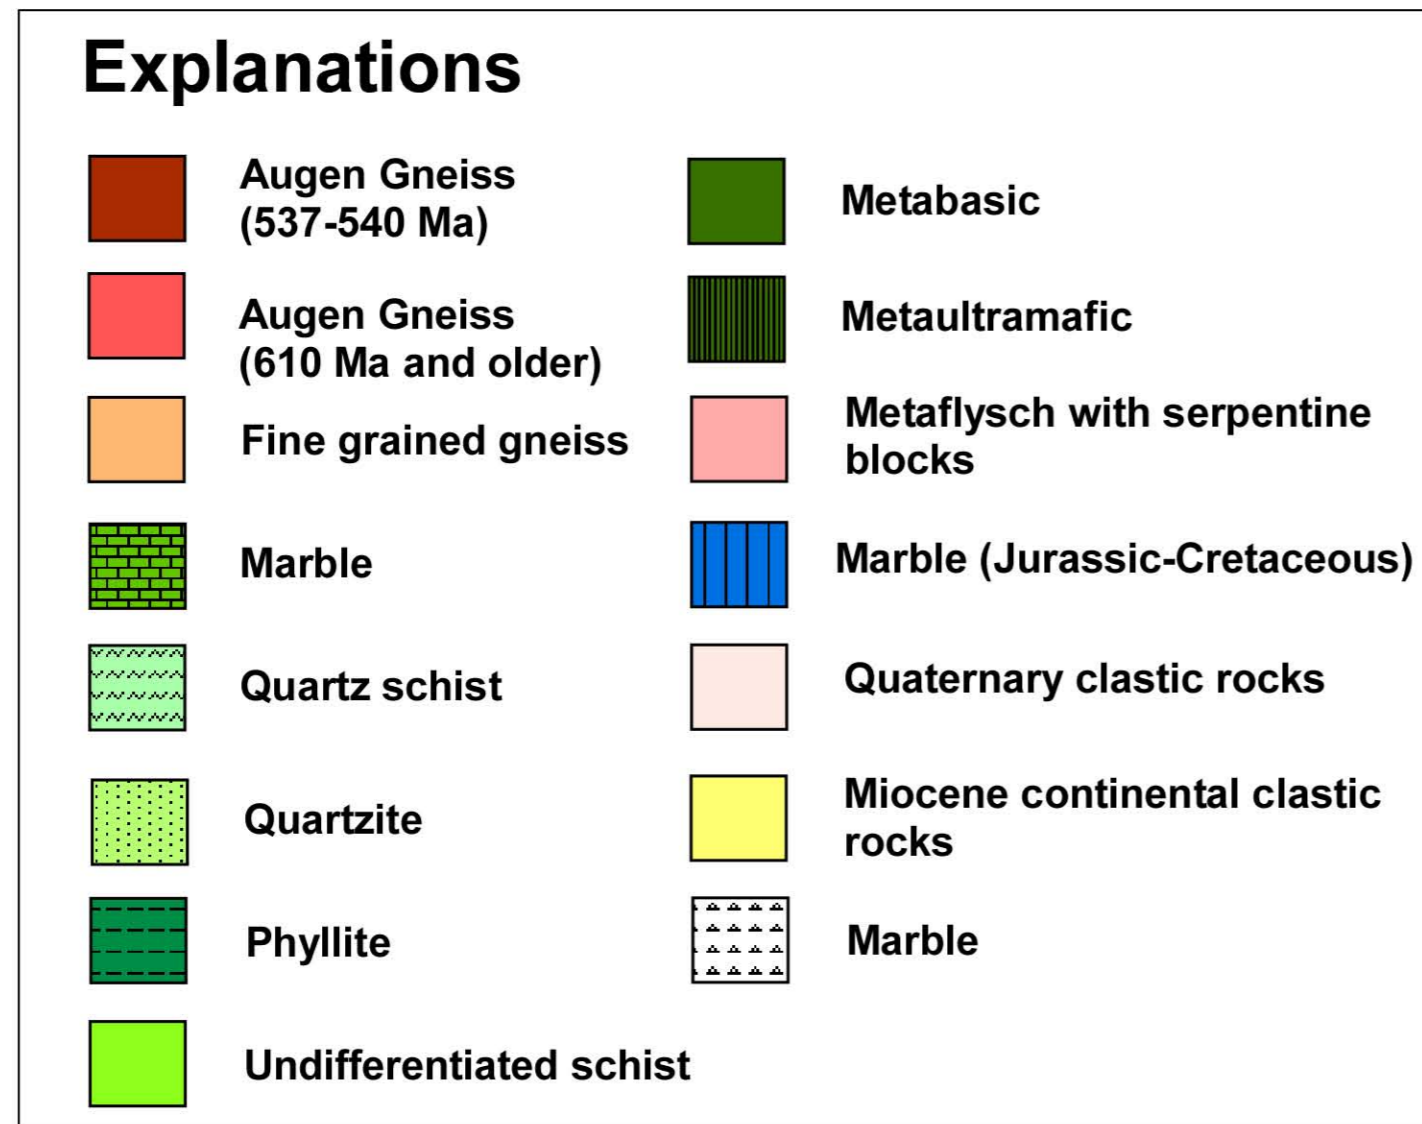 Explanations
Augen Gneiss
(537-540 Ma)
Augen Gneiss
(610 Ma and older)
Fine grained gneiss
Marble
Quartz schist
Quartzite
Phyllite
Undifferentiated schist
Metabasic
Metaultramafic
Metaflysch with serpentine
blocks
Marble (Jurassic-Cretaceous)
Quaternary clastic rocks
Miocene continental clastic
rocks
Marble